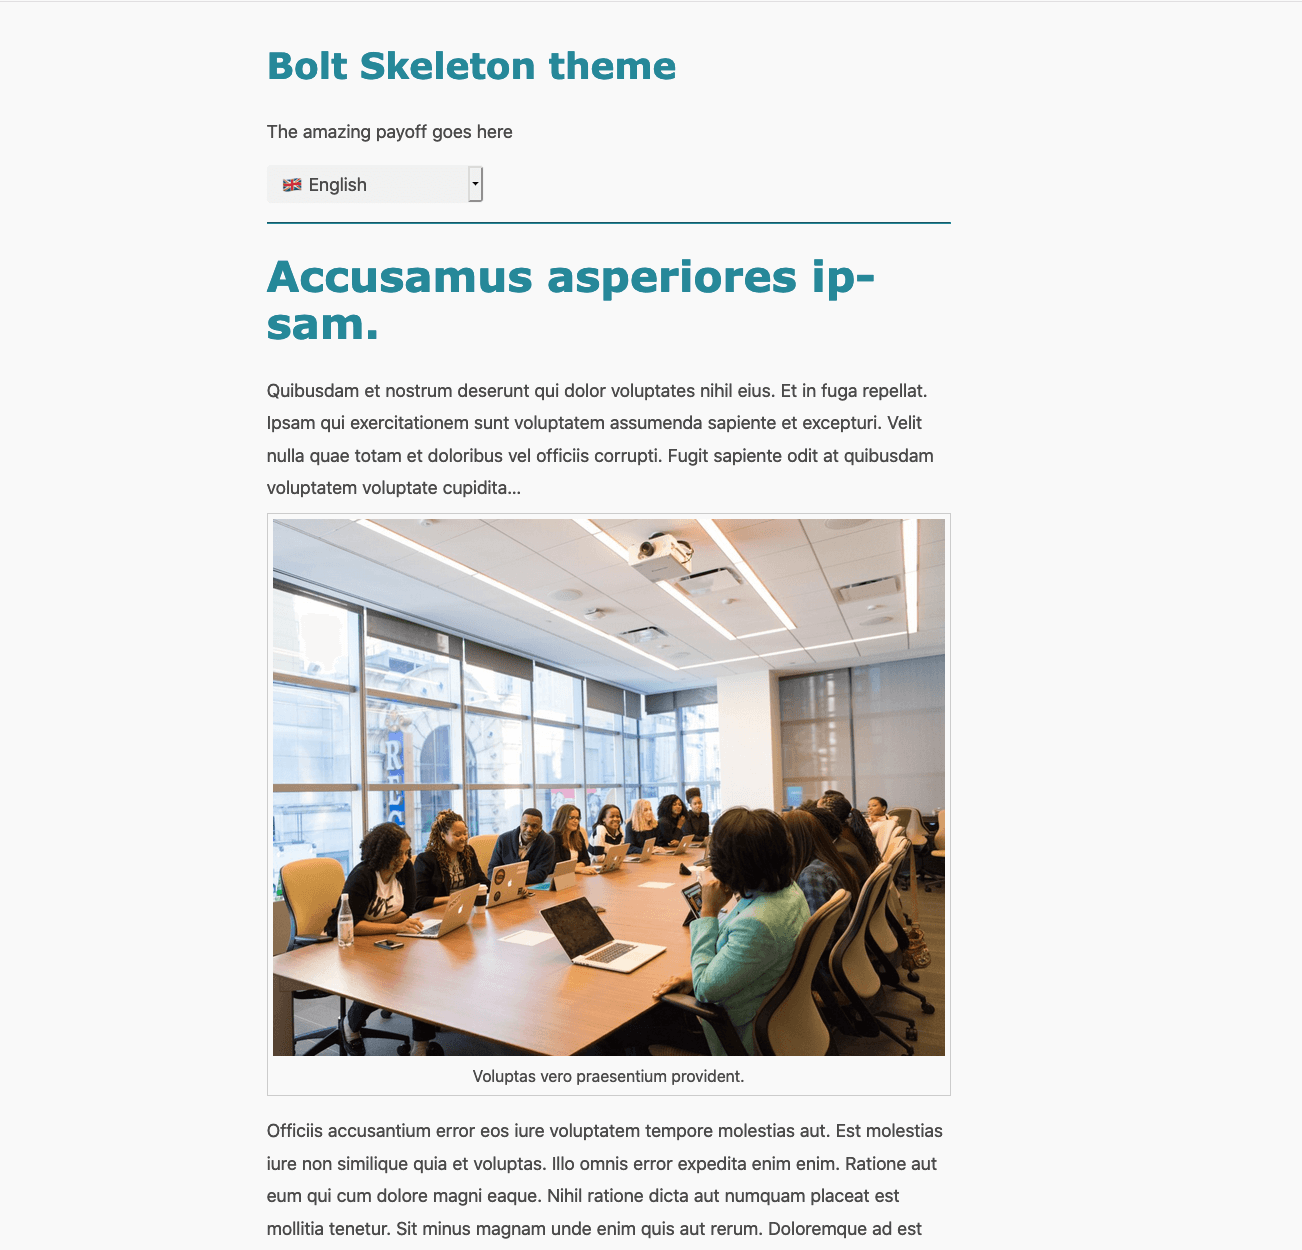 Bolt Skeleton theme
The amazing payoff goes here
🇬🇧 English
Accusamus asperiores ip-
sam.
Quibusdam et nostrum deserunt qui dolor voluptates nihil eius. Et in fuga repellat.
Ipsam qui exercitationem sunt voluptatem assumenda sapiente et excepturi. Velit
nulla quae totam et doloribus vel officiis corrupti. Fugit sapiente odit at quibusdam
voluptatem voluptate cupidita…
WE
Voluptas vero praesentium provident.
Officiis accusantium error eos iure voluptatem tempore molestias aut. Est molestias
iure non similique quia et voluptas. Illo omnis error expedita enim enim. Ratione aut
eum qui cum dolore magni eaque. Nihil ratione dicta aut numquam placeat est
mollitia tenetur. Sit minus magnam unde enim quis aut rerum. Doloremque ad est